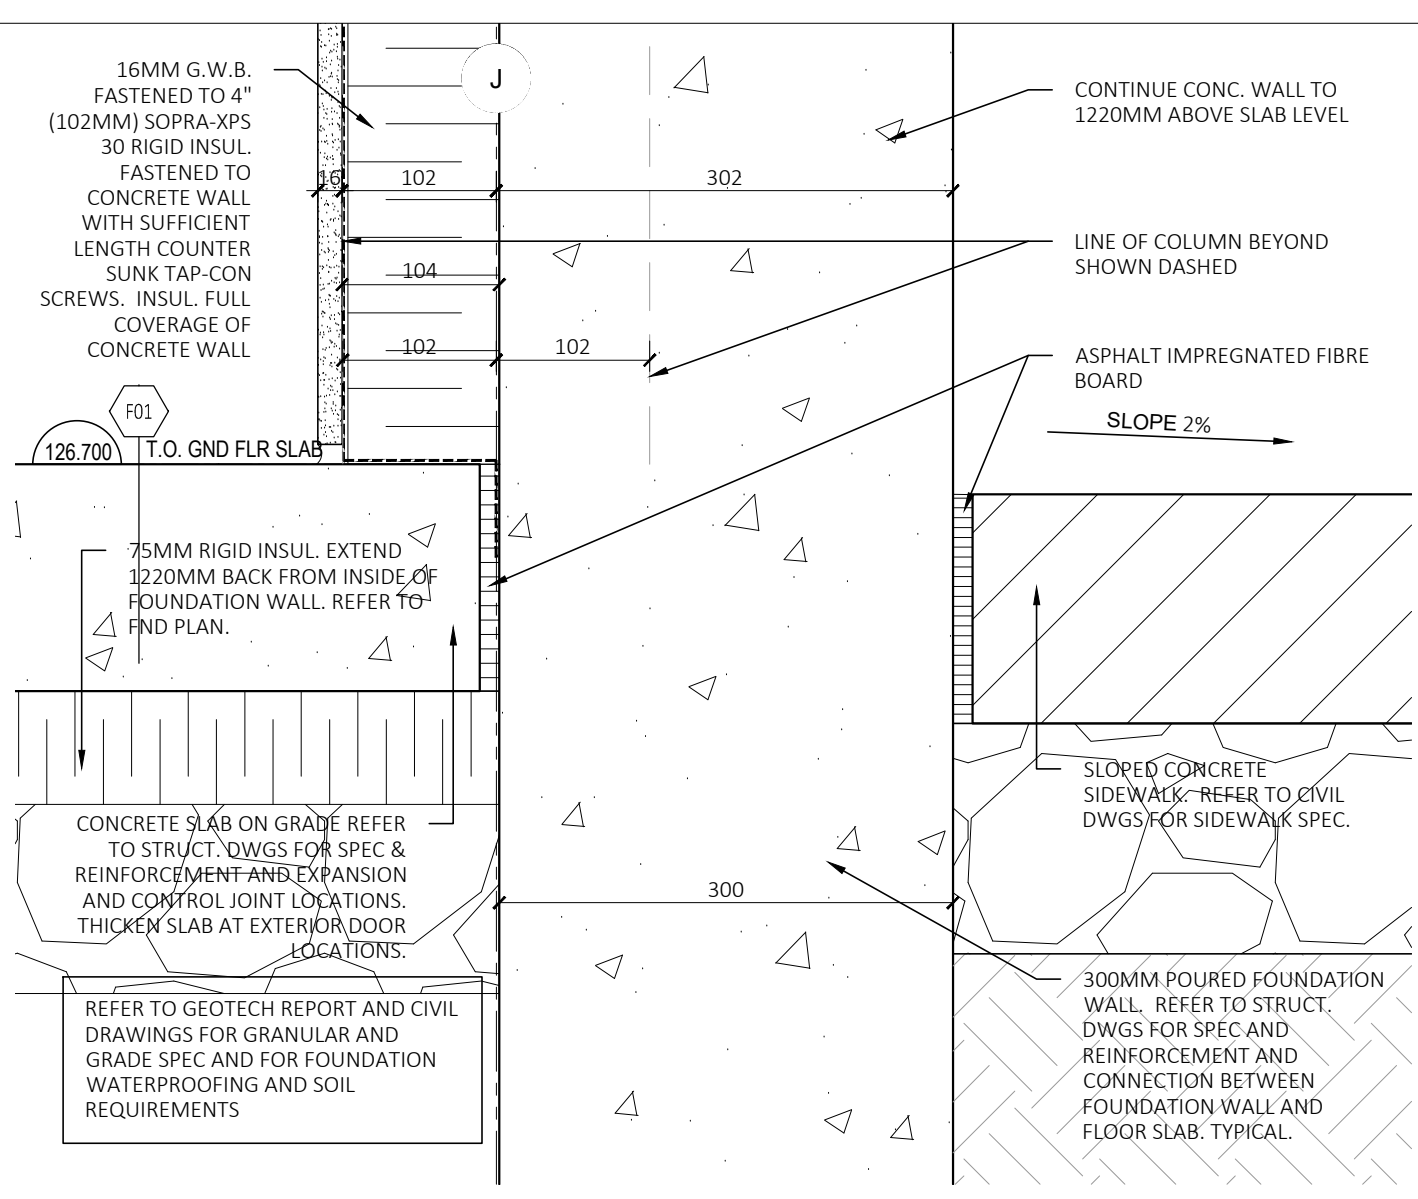 16MM G.W.B.
FASTENED TO 4"
(102MM) SOPRA-XPS
30 RIGID INSUL.
FASTENED TO
CONCRETE WALL
WITH SUFFICIENT
LENGTH COUNTER
SUNK TAP-CON
SCREWS. INSUL. FULL
COVERAGE OF
CONCRETE WALL
J
CONTINUE CONC. WALL TO
1220MM ABOVE SLAB LEVEL
16
102
302
LINE OF COLUMN BEYOND
SHOWN DASHED
104
102
102
ASPHALT IMPREGNATED FIBRE
BOARD
SLOPE 2%
F01
126.700
T.O. GND FLR SLAB
75MM RIGID INSUL. EXTEND
1220MM BACK FROM INSIDE OF
FOUNDATION WALL. REFER TO
FND PLAN.
SLOPED CONCRETE
SIDEWALK. REFER TO CIVIL
DWGS FOR SIDEWALK SPEC.
CONCRETE SLAB ON GRADE REFER
TO STRUCT. DWGS FOR SPEC &
REINFORCEMENT AND EXPANSION
AND CONTROL JOINT LOCATIONS.
THICKEN SLAB AT EXTERIOR DOOR
LOCATIONS.
300
300MM POURED FOUNDATION
WALL. REFER TO STRUCT.
DWGS FOR SPEC AND
REINFORCEMENT AND
CONNECTION BETWEEN
FOUNDATION WALL AND
FLOOR SLAB. TYPICAL.
REFER TO GEOTECH REPORT AND CIVIL
DRAWINGS FOR GRANULAR AND
GRADE SPEC AND FOR FOUNDATION
WATERPROOFING AND SOIL
REQUIREMENTS